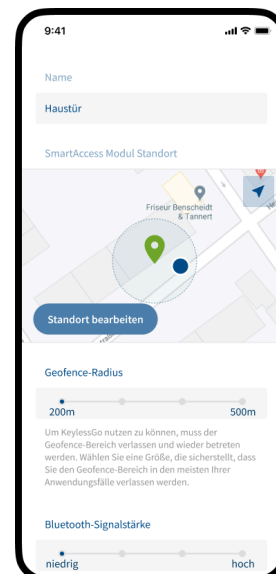 9:41
Name
Haustür
SmartAccess Modul Standort
Friseur Benscheidt
& Tannert
Standort bearbeiten
Geofence-Radius
200m 500m
Um KeylessGo nutzen zu können, muss der
Geofence-Bereich verlassen und wieder betreten
werden. Wählen Sie eine Größe, die sicherstellt, dass
Sie den Geofence-Bereich in den meisten Ihrer
Anwendungsfälle verlassen werden.
Bluetooth-Signalstärke
niedrig hoch